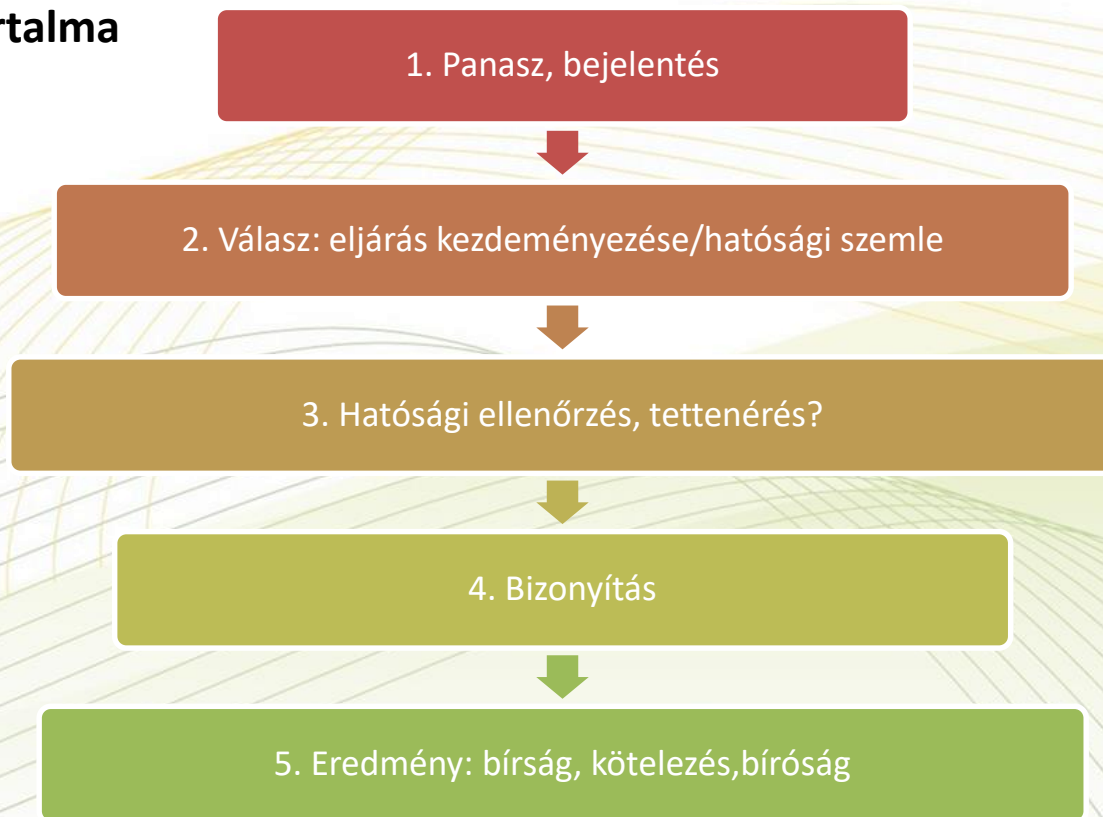 rtalma
1. Panasz, bejelentés
2. Válasz: eljárás kezdeményezése/hatósági szemle
3. Hatósági ellenőrzés, tettenérés?
4. Bizonyítás
5. Eredmény: bírság, kötelezés,bíróság